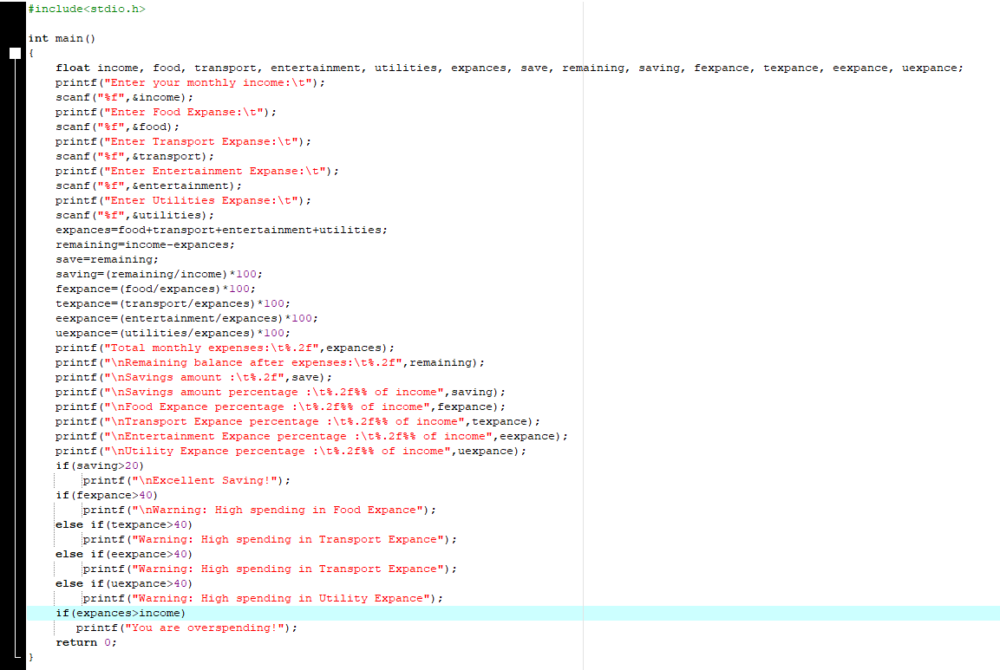 #include<stdio.h>
int main()
{
float income, food, transport, entertainment, utilities, expances, save, remaining, saving, fexpance, texpance, eexpance, uexpance;
printf("Enter your monthly income:\t");
scanf("%f",&income);
printf("Enter Food Expanse:\t");
scanf("%f",&food);
printf("Enter Transport Expanse:\t");
scanf("%f",&transport);
printf("Enter Entertainment Expanse:\t");
scanf("%f",&entertainment);
printf("Enter Utilities Expanse:\t");
scanf("%f",&utilities);
expances=food+transport+entertainment+utilities;
remaining=income-expances;
save=remaining;
saving=(remaining/income)*100;
fexpance=(food/expances)*100;
texpance=(transport/expances)*100;
eexpance=(entertainment/expances)*100;
uexpance=(utilities/expances)*100;
printf("Total monthly expenses:\t%.2f",expances);
printf("\nRemaining balance after expenses:\t%.2f",remaining);
printf("\nSavings amount :\t%.2f",save);
printf("\nSavings amount percentage :\t%.2f%% of income",saving);
printf("\nFood Expance percentage :\t%.2f%% of income",fexpance);
printf("\nTransport Expance percentage :\t%.2f%% of income",texpance);
printf("\nEntertainment Expance percentage :\t%.2f%% of income",eexpance);
printf("\nUtility Expance percentage :\t%.2f%% of income",uexpance);
if(saving>20)
printf("\nExcellent Saving!");
if(fexpance>40)
printf("\nWarning: High spending in Food Expance");
else if(texpance>40)
printf("Warning: High spending in Transport Expance");
else if(eexpance>40)
printf("Warning: High spending in Transport Expance");
else if(uexpance>40)
printf("Warning: High spending in Utility Expance");
if(expances>income)
printf("You are overspending!");
return 0;
}